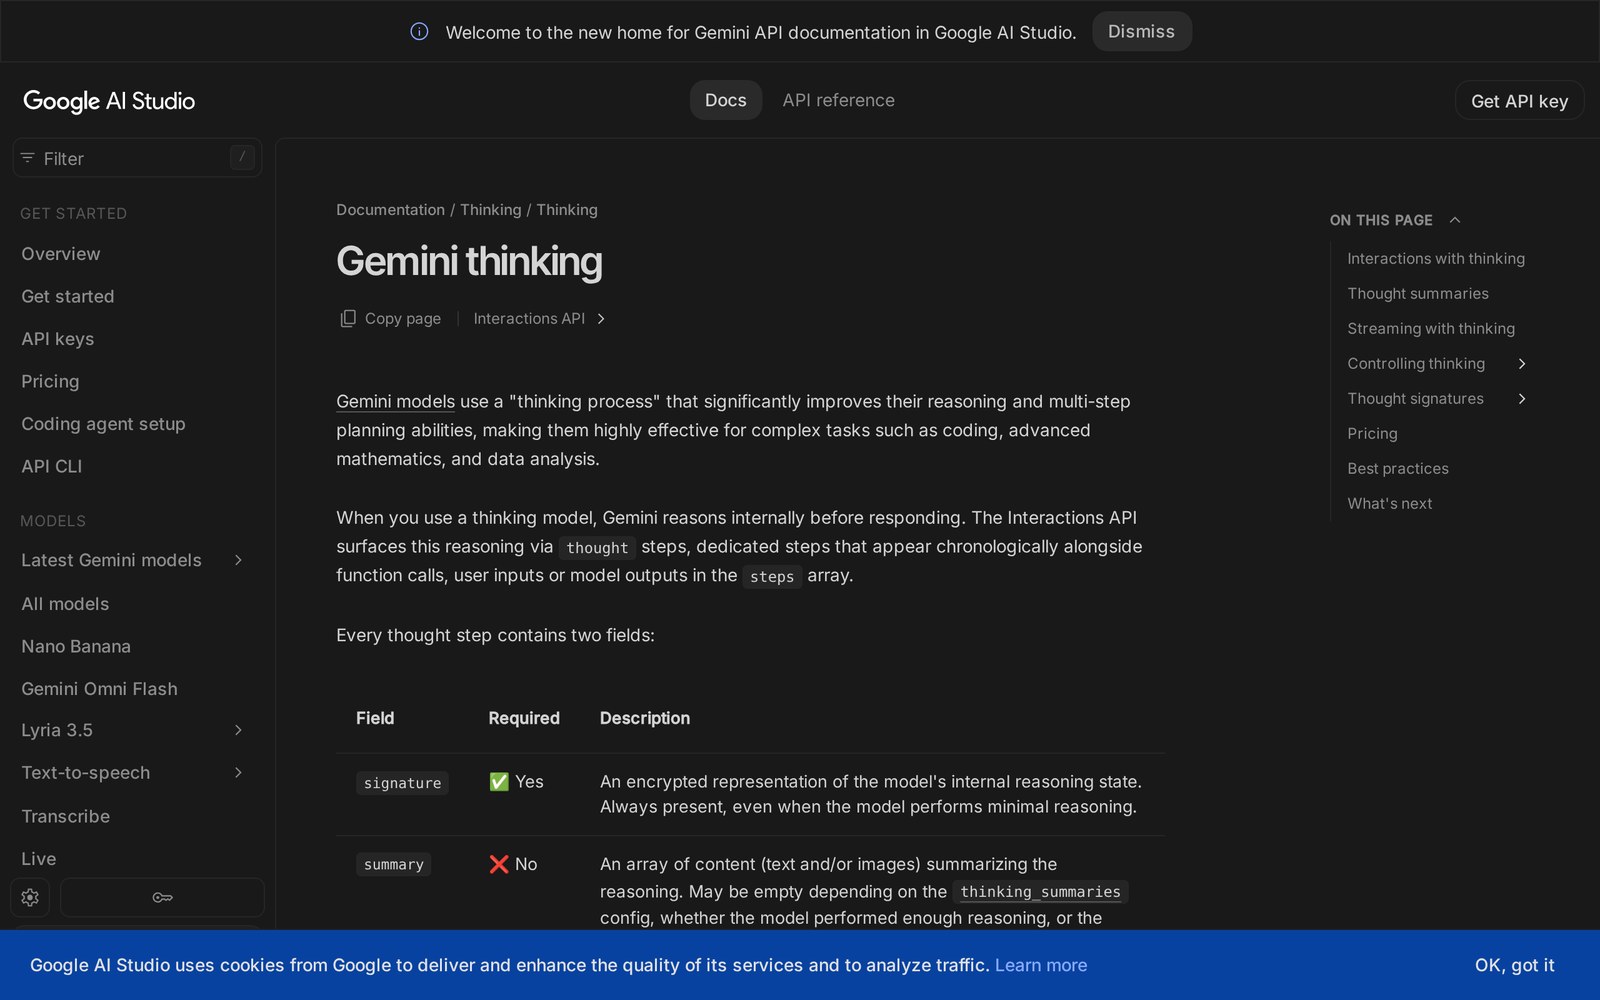 Welcome to the new home for Gemini API documentation in Google AI Studio.
Dismiss
Google AI Studio
Docs
API reference
Get API key
Filter
/
GET STARTED
Overview
Get started
API keys
Pricing
Coding agent setup
API CLI
MODELS
Latest Gemini models
All models
Nano Banana
Gemini Omni Flash
Lyria 3.5
Text-to-speech
Transcribe
Live
Documentation / Thinking / Thinking
Gemini thinking
Copy page
Interactions API
Gemini models use a "thinking process" that significantly improves their reasoning and multi-step
planning abilities, making them highly effective for complex tasks such as coding, advanced
mathematics, and data analysis.
When you use a thinking model, Gemini reasons internally before responding. The Interactions API
surfaces this reasoning via thought steps, dedicated steps that appear chronologically alongside
function calls, user inputs or model outputs in the steps array.
Every thought step contains two fields:
Field Required Description
signature ✅ Yes An encrypted representation of the model's internal reasoning state.
Always present, even when the model performs minimal reasoning.
summary ❌ No An array of content (text and/or images) summarizing the
reasoning. May be empty depending on the thinking_summaries
config, whether the model performed enough reasoning, or the
ON THIS PAGE
Interactions with thinking
Thought summaries
Streaming with thinking
Controlling thinking
Thought signatures
Pricing
Best practices
What's next
Google AI Studio uses cookies from Google to deliver and enhance the quality of its services and to analyze traffic. Learn more
OK, got it